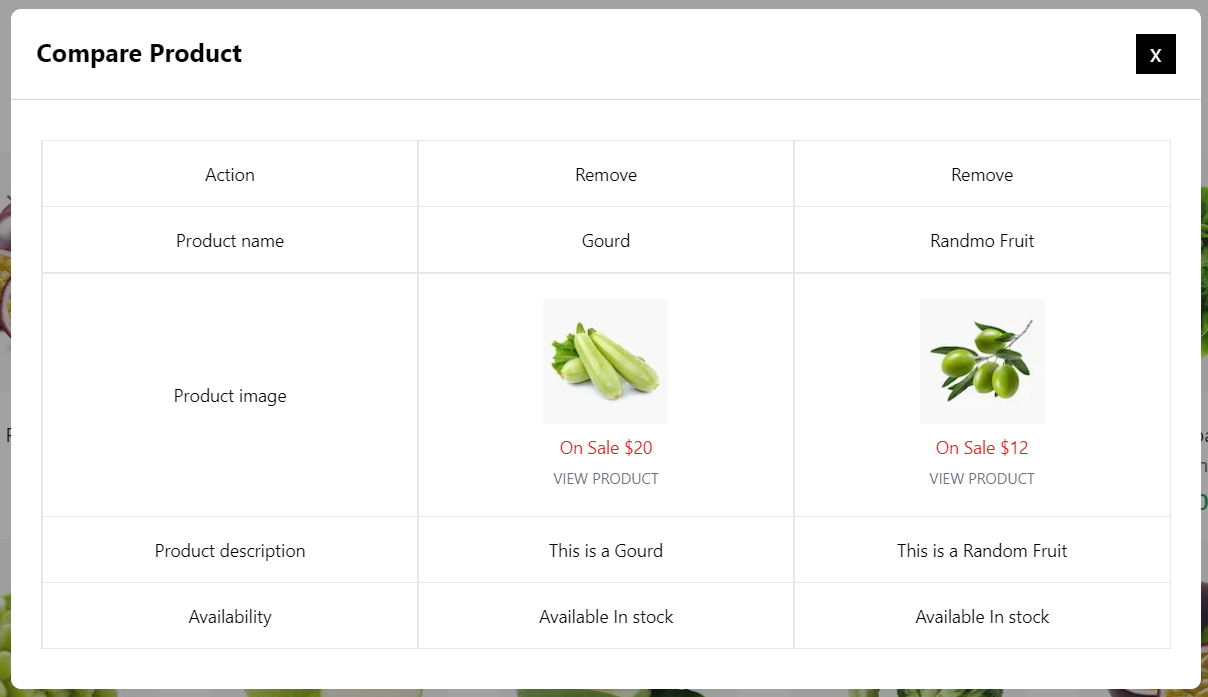 Compare Product
X
Action Remove Remove
Product name Gourd Randmo Fruit
Product image
On Sale $20 On Sale $12
VIEW PRODUCT VIEW PRODUCT
Product description This is a Gourd This is a Random Fruit
Availability Available In stock Available In stock